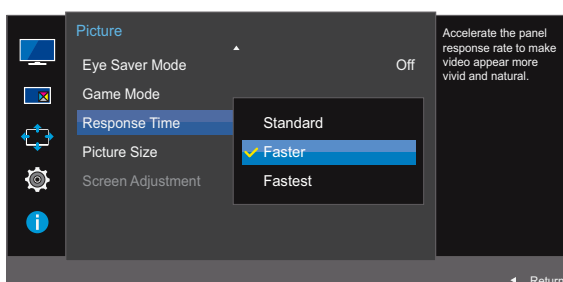 Picture
Eye Saver Mode Off
Game Mode
Response Time
Picture Size
Screen Adjustment
Standard
Faster
Fastest
Accelerate the panel
response rate to make
video appear more
vivid and natural.
Return